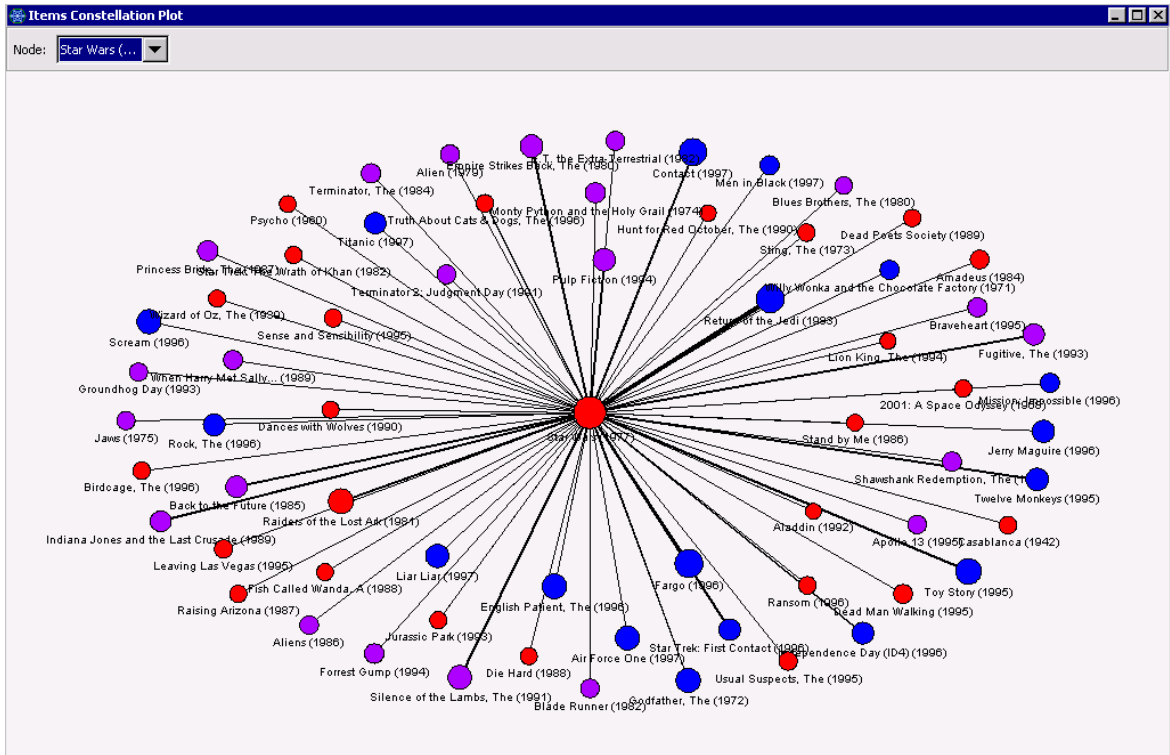 Items Constellation Plot
Node: Star Wars (...
E.T. the Extra-Terrestrial (1982)
Empire Strikes Back, The (1980)
Alien (1979)
Contact (1997)
Men in Black (1997)
Terminator, The (1984)
Blues Brothers, The (1980)
Monty Python and the Holy Grail (1974)
Psycho (1960)
Truth About Cats & Dogs, The (1996)
Hunt for Red October, The (1990)
Dead Poets Society (1989)
Titanic (1997)
Sting, The (1973)
Princess Bride, The (1987)
Star Trek: The Wrath of Khan (1982)
Pulp Fiction (1994)
Amadeus (1984)
Terminator 2: Judgment Day (1991)
Willy Wonka and the Chocolate Factory (1971)
Wizard of Oz, The (1939)
Return of the Jedi (1983)
Braveheart (1995)
Scream (1996)
Sense and Sensibility (1995)
Lion King, The (1994)
Fugitive, The (1993)
When Harry Met Sally... (1989)
Groundhog Day (1993)
2001: A Space Odyssey (1968)
Mission: Impossible (1996)
Jaws (1975)
Rock, The (1996)
Dances with Wolves (1990)
Star Wars (1977)
Stand by Me (1986)
Jerry Maguire (1996)
Birdcage, The (1996)
Shawshank Redemption, The (1
Twelve Monkeys (1995)
Back to the Future (1985)
Raiders of the Lost Ark (1981)
Aladdin (1992)
Indiana Jones and the Last Crusade (1989)
Apollo 13 (1995)
Casablanca (1942)
Leaving Las Vegas (1995)
Fish Called Wanda, A (1988)
Liar Liar (1997)
Fargo (1996)
Toy Story (1995)
Raising Arizona (1987)
English Patient, The (1996)
Ransom (1996)
Dead Man Walking (1995)
Aliens (1986)
Jurassic Park (1993)
Star Trek: First Contact (1996)
Independence Day (ID4) (1996)
Forrest Gump (1994)
Die Hard (1988)
Air Force One (1997)
Usual Suspects, The (1995)
Silence of the Lambs, The (1991)
Blade Runner (1982)
Godfather, The (1972)